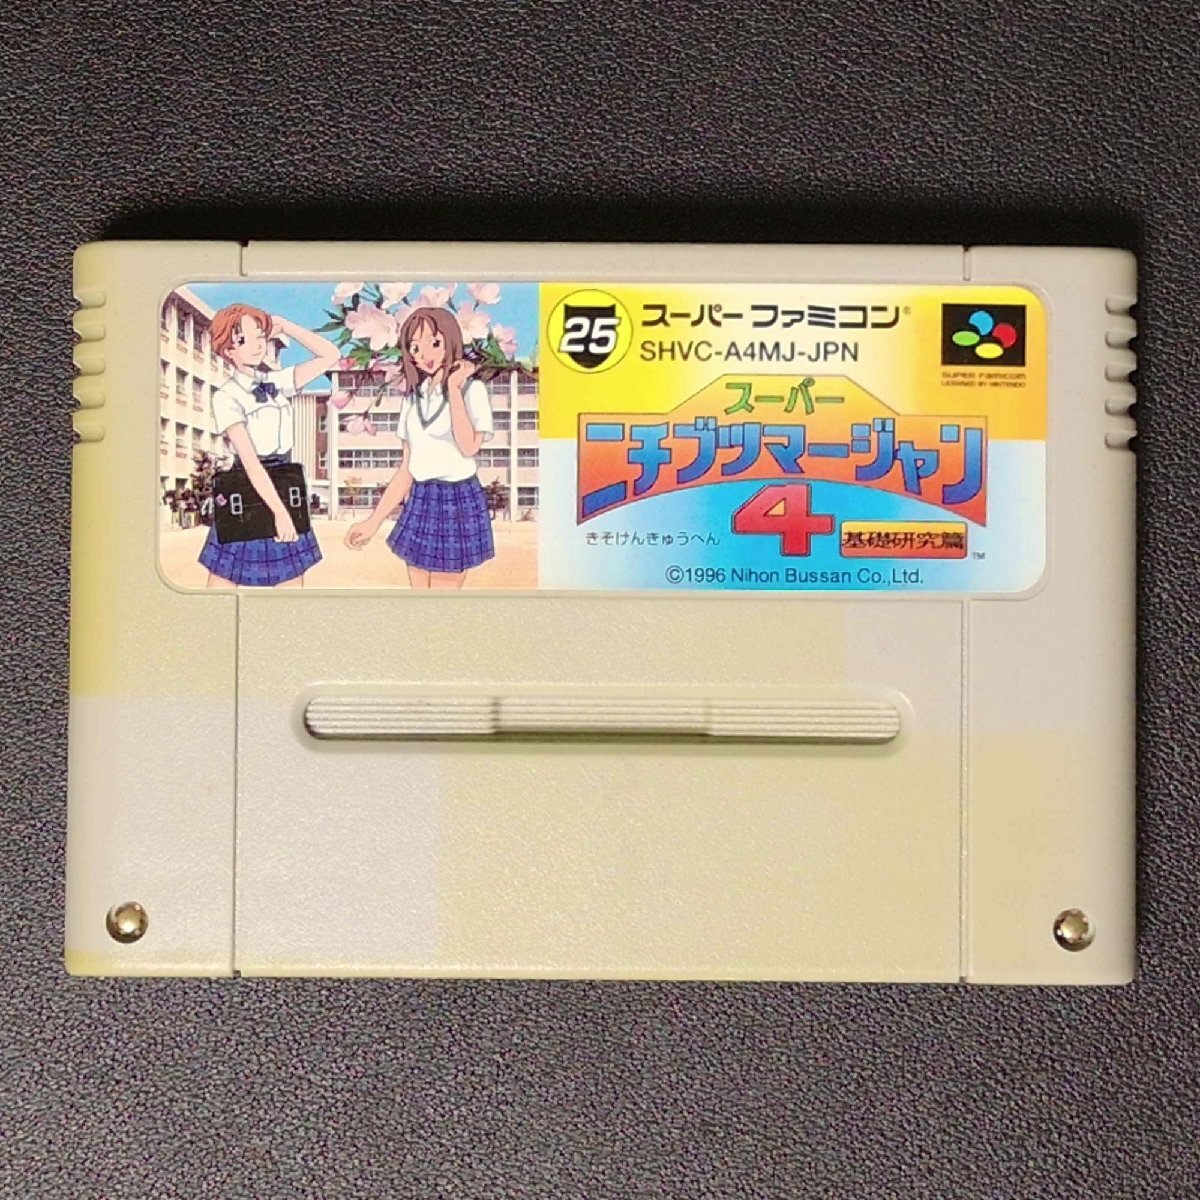 25
スーパーファミコン®
SHVC-A4MJ-JPN
SUPER FAMICOM
LICENSED BY NINTENDO
スーパー
ニチブツマージャン
4
きそけんきゅうへん
基礎研究篇
TM
©1996 Nihon Bussan Co.,Ltd.